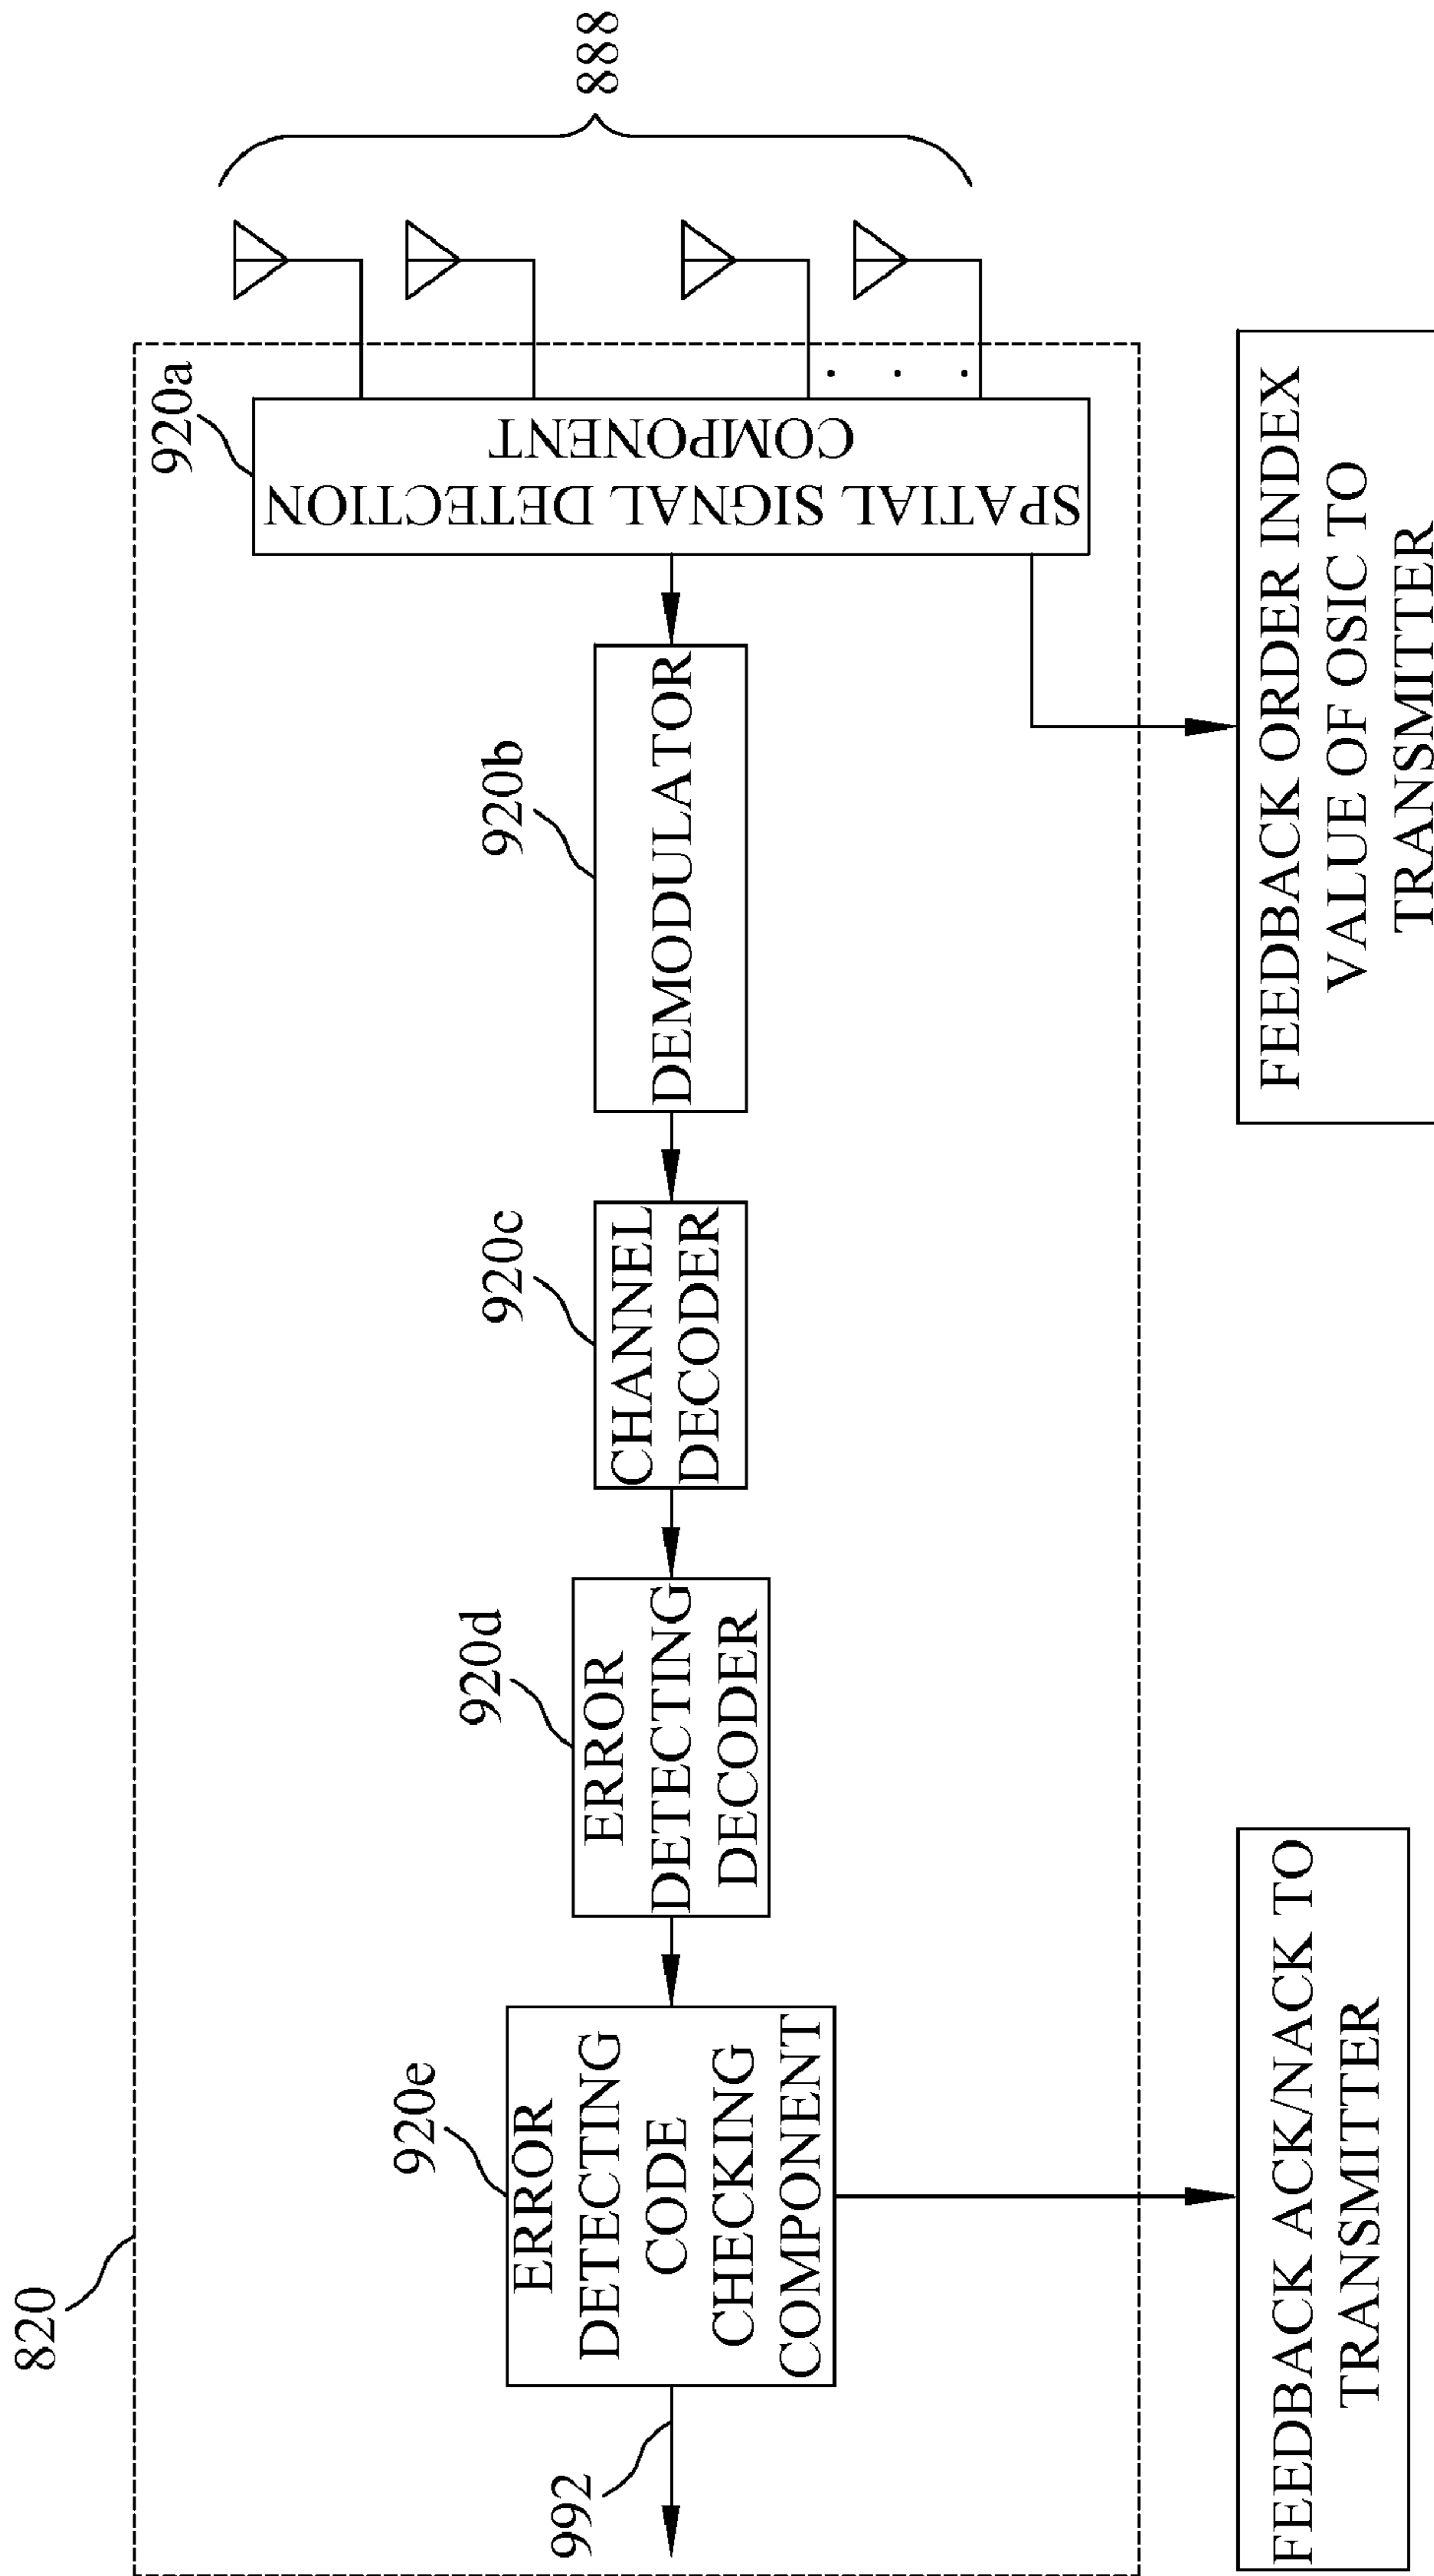 820
992
920e
ERROR
DETECTING
CODE
CHECKING
COMPONENT
920d
ERROR
DETECTING
DECODER
920c
CHANNEL
DECODER
920b
DEMODULATOR
920a
SPATIAL SIGNAL DETECTION
COMPONENT
888
FEEDBACK ACK/NACK TO
TRANSMITTER
FEEDBACK ORDER INDEX
VALUE OF OSIC TO
TRANSMITTER